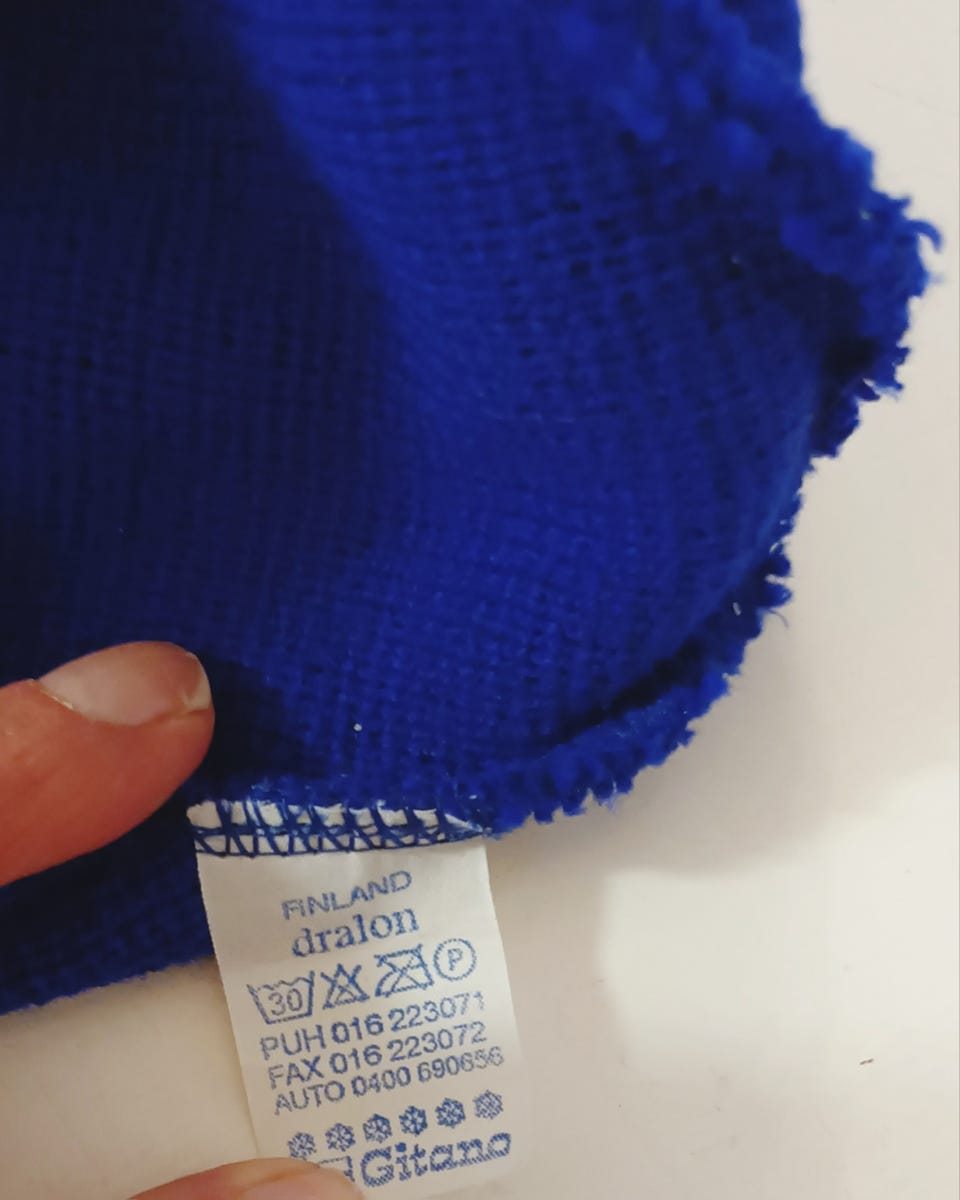 FINLAND
dralon
30 P
PUH 016 223071
FAX 016 223072
AUTO 0400 690656
Gitano